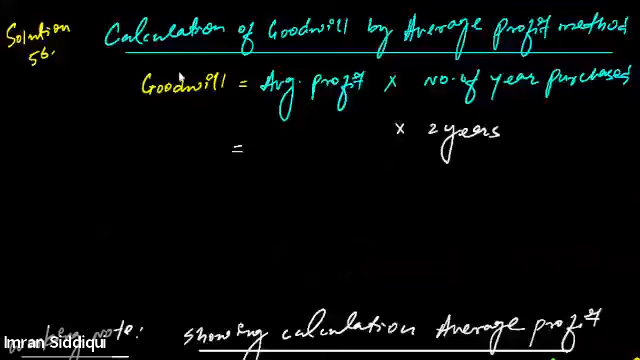 Solution Calculation of Goodwill by Average profit method
56.
Goodwill = Avg. profit × No. of year purchased
= × 2 years
note: showing calculation Average profit
Imran Siddiqui